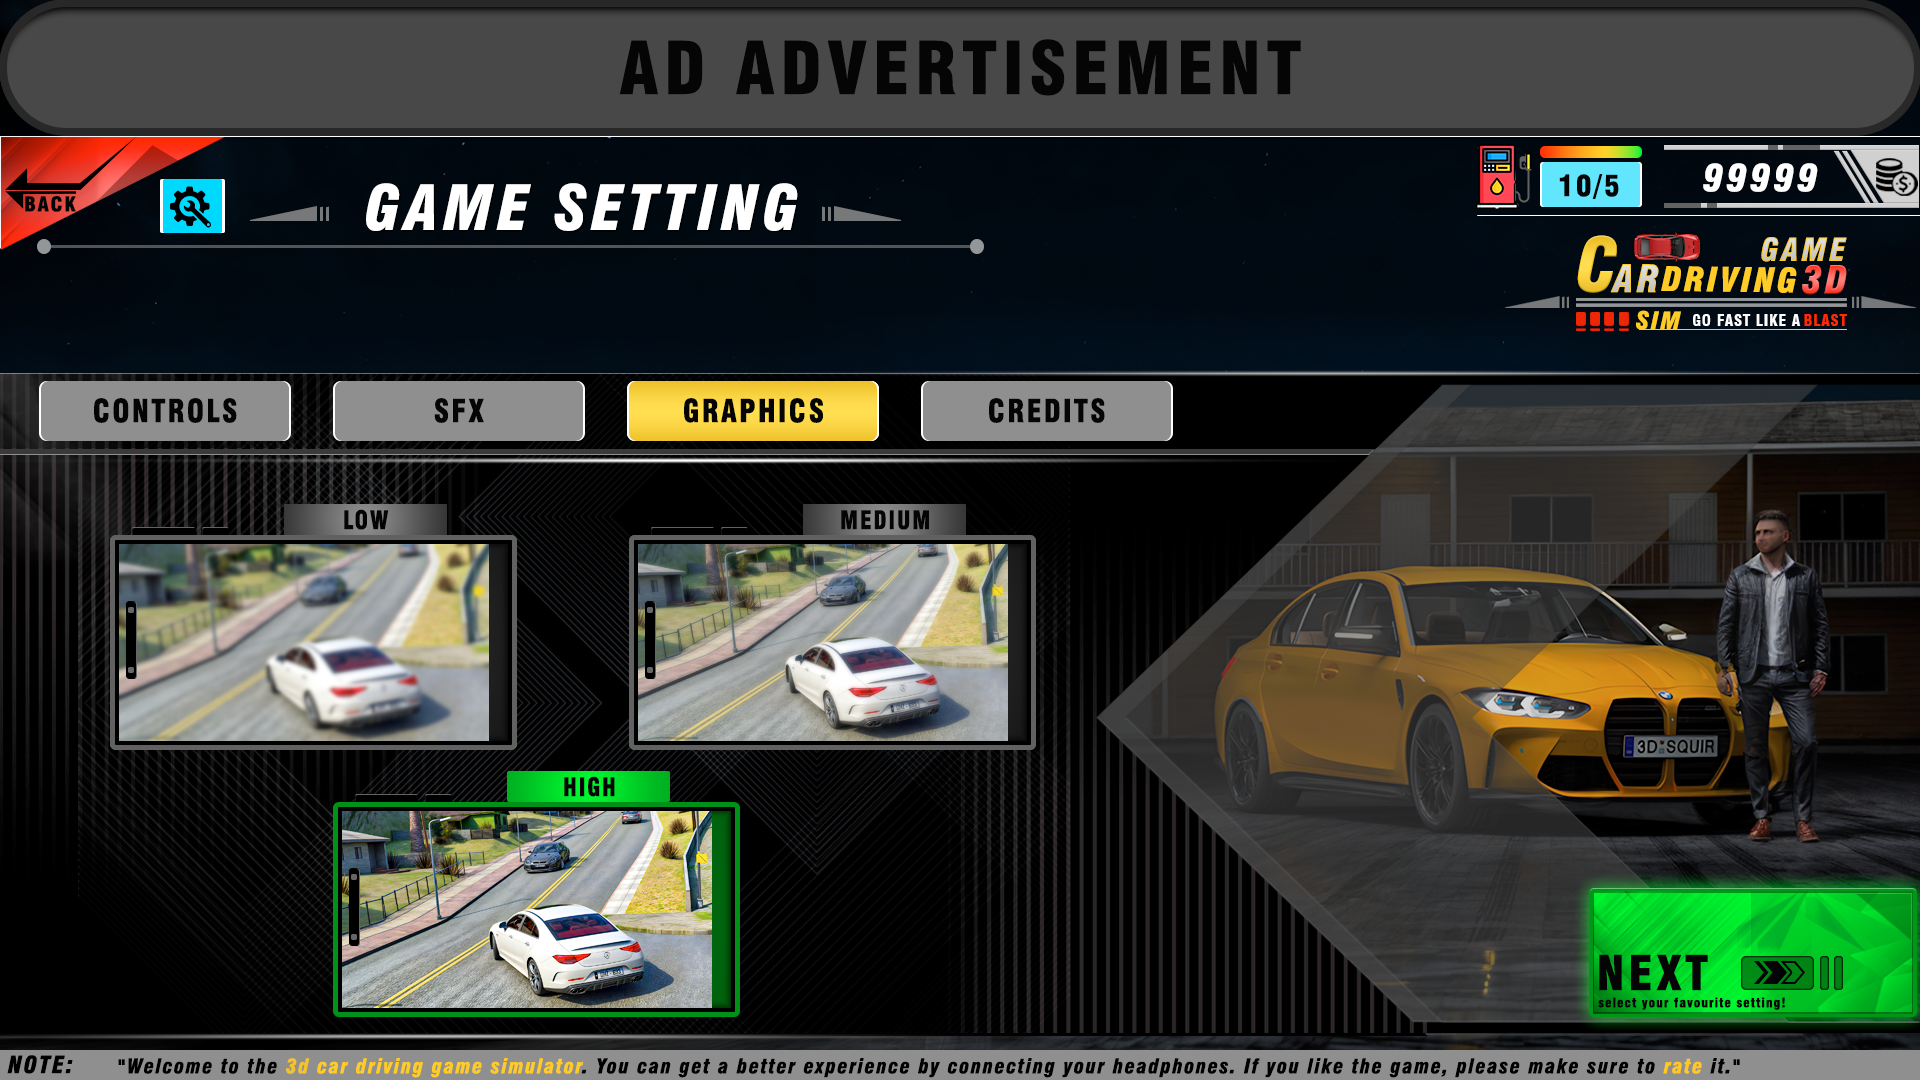 AD ADVERTISEMENT
BACK
GAME SETTING
10/5
99999
GAME
CARDRIVING 3D
!!!! SIM GO FAST LIKE A BLAST
CONTROLS
SFX
GRAPHICS
CREDITS
LOW
MEDIUM
HIGH
3D SQUIR
NEXT
select your favourite setting!
NOTE: "Welcome to the 3d car driving game simulator. You can get a better experience by connecting your headphones. If you like the game, please make sure to rate it."